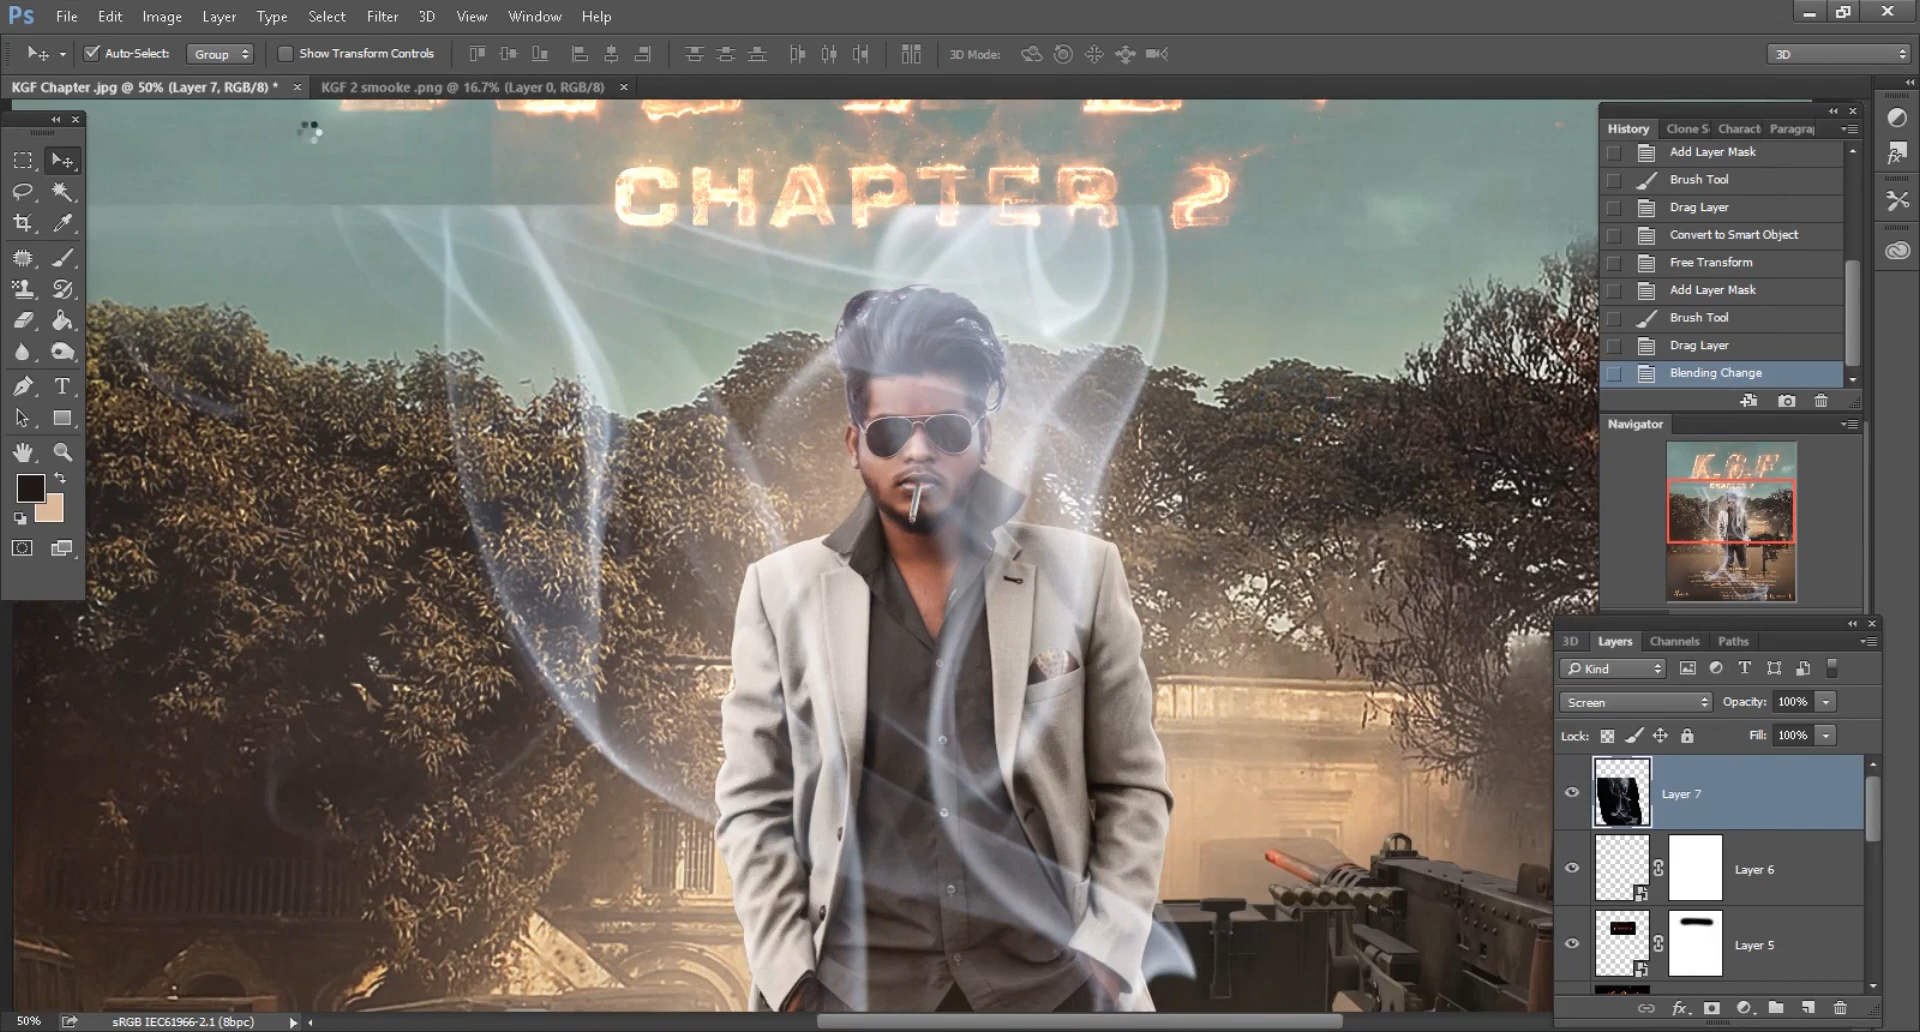 Ps File Edit Image Layer Type Select Filter 3D View Window Help
Auto-Select: Group Show Transform Controls 3D Mode: 3D
KGF Chapter .jpg @ 50% (Layer 7, RGB/8) * × KGF 2 smooke .png @ 16.7% (Layer 0, RGB/8) ×
CHAPTER 2
History Clone S Charact Paragra
Add Layer Mask
Brush Tool
Drag Layer
Convert to Smart Object
Free Transform
Add Layer Mask
Brush Tool
Drag Layer
Blending Change
Navigator
K.G.F
CHAPTER 2
3D Layers Channels Paths
Kind
Screen Opacity: 100%
Lock: Fill: 100%
Layer 7
Layer 6
Layer 5
50% sRGB IEC61966-2.1 (8bpc)